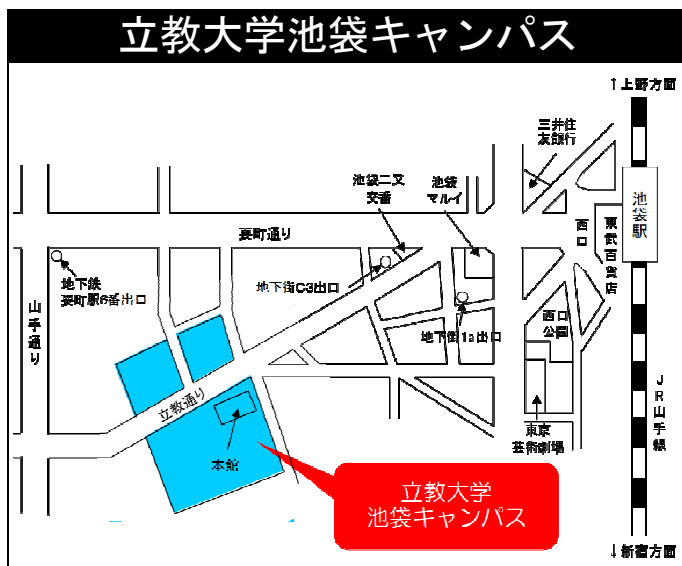 立教大学池袋キャンパス
↑上野方面
三井住
友銀行
池袋二又
交番
池袋
マルイ
池袋駅
西口
東武百貨店
要町通り
地下街C3出口
地下鉄
要町駅6番出口
山手通り
地下街1a出口
西口
公園
立教通り
本館
東京
芸術劇場
JR山手線
立教大学
池袋キャンパス
↓新宿方面